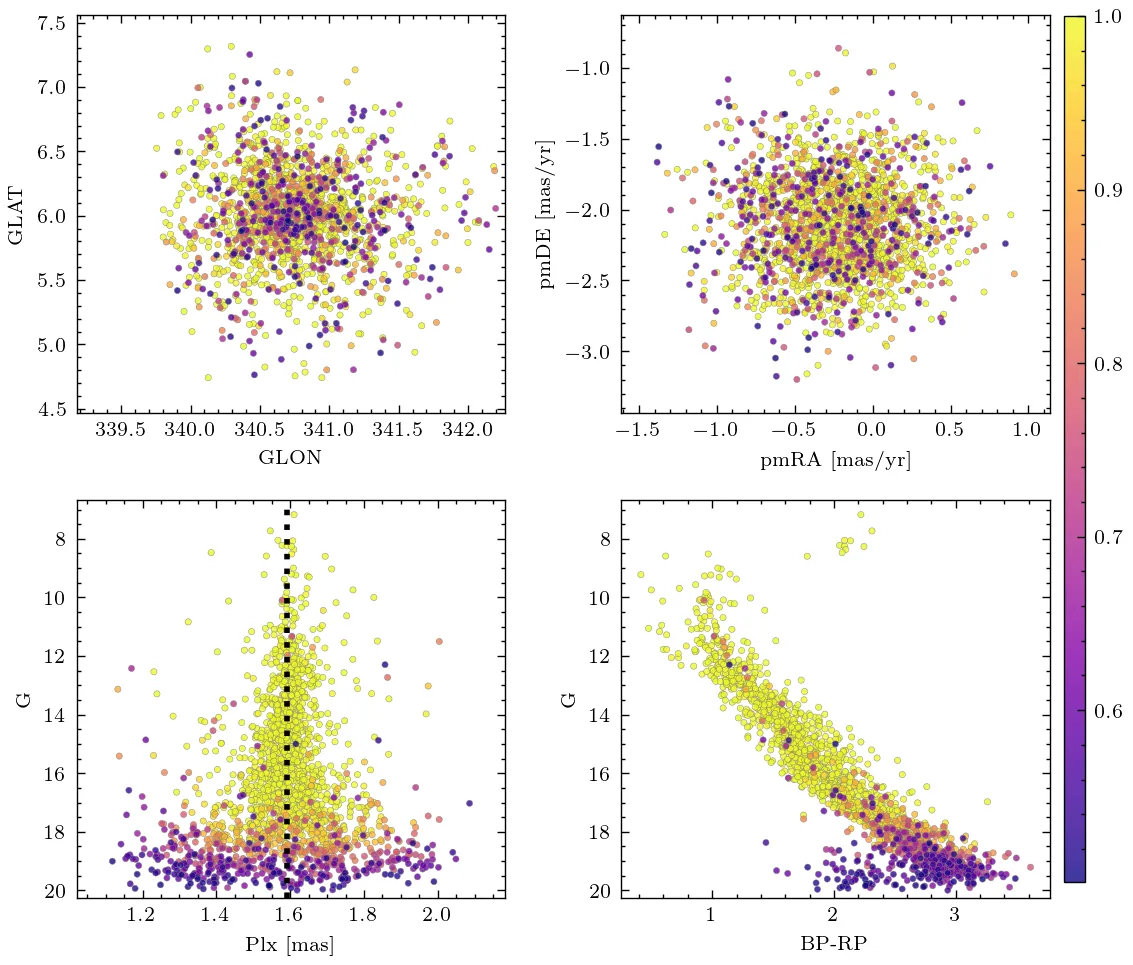 7.5
7.0
6.5
6.0
5.5
5.0
4.5
GLAT
339.5 340.0 340.5 341.0 341.5 342.0
GLON
−1.0
−1.5
−2.0
−2.5
−3.0
pmDE [mas/yr]
−1.5 −1.0 −0.5 0.0 0.5 1.0
pmRA [mas/yr]
1.0
0.9
0.8
0.7
0.6
8
10
12
14
16
18
20
G
1.2 1.4 1.6 1.8 2.0
Plx [mas]
8
10
12
14
16
18
20
G
1 2 3
BP-RP